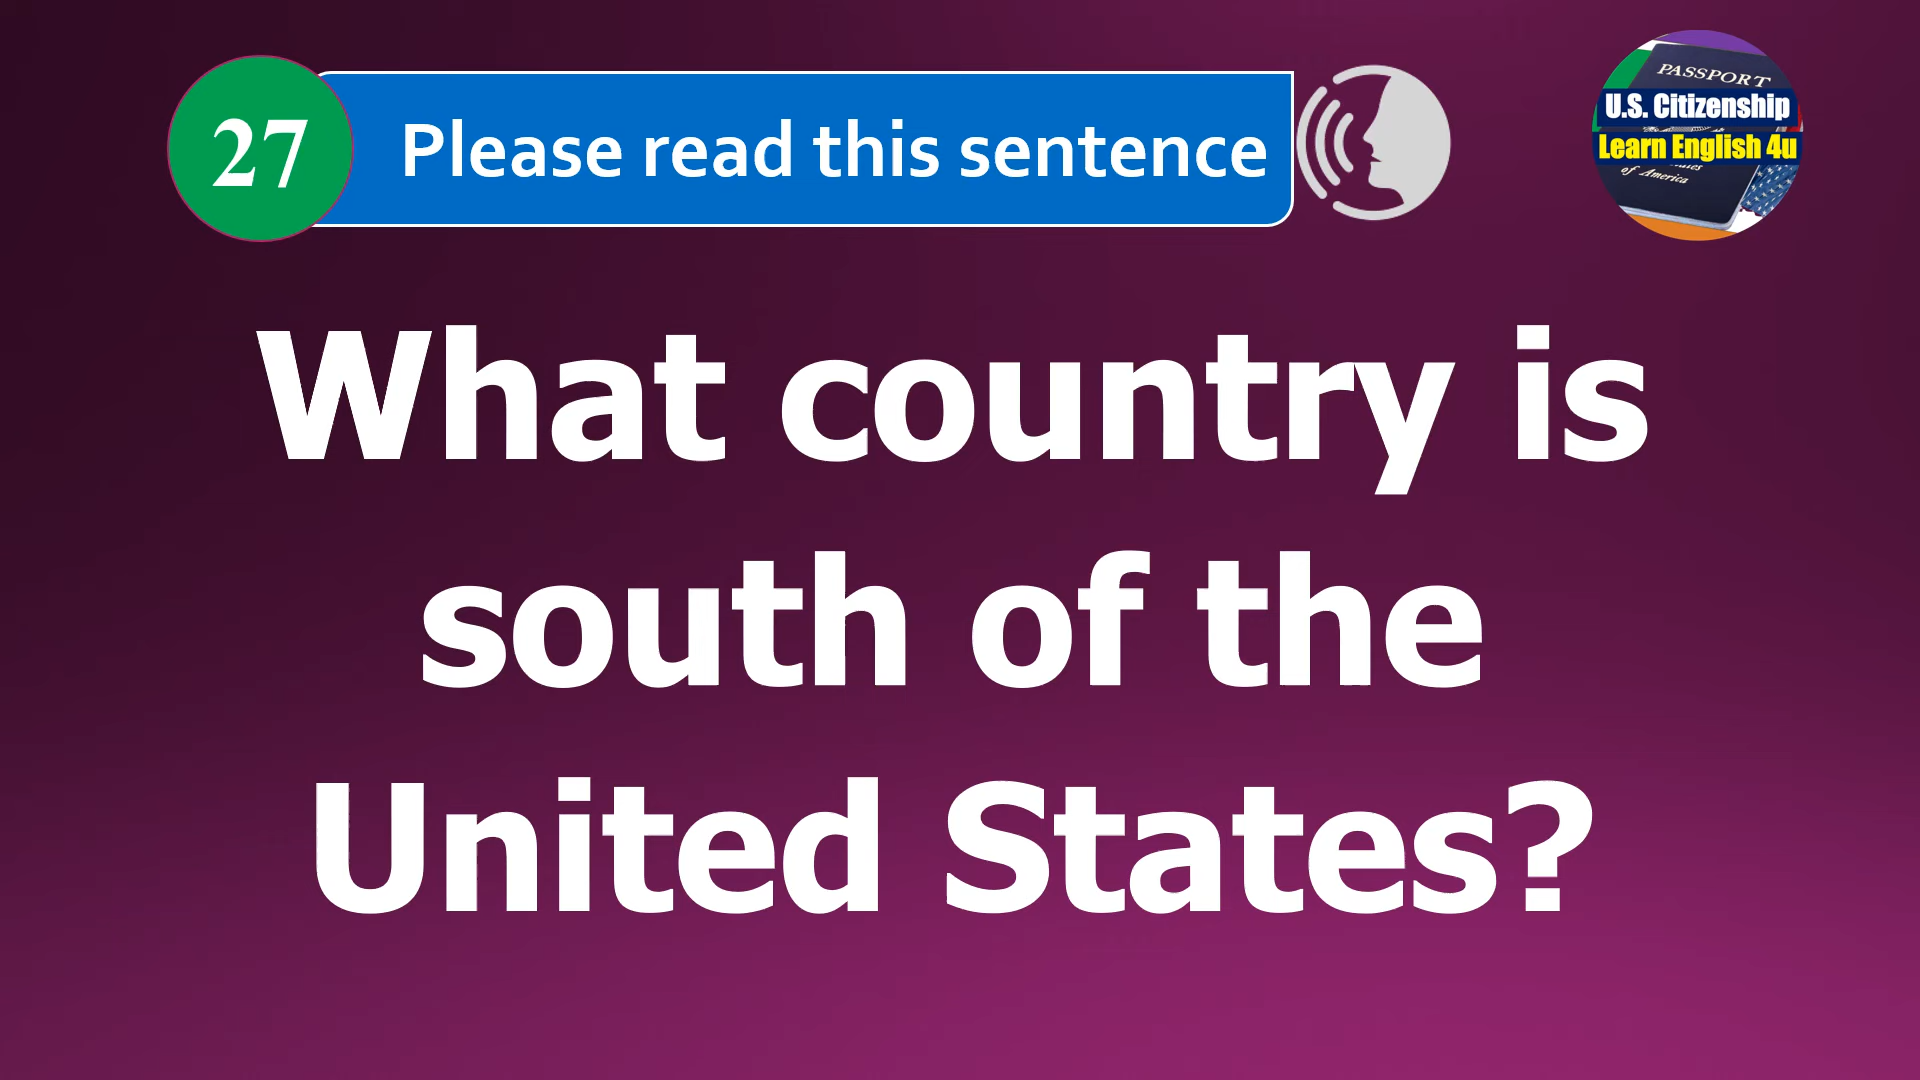 27
Please read this sentence
PASSPORT
U.S. Citizenship
Learn English 4u
of America
What country is
south of the
United States?